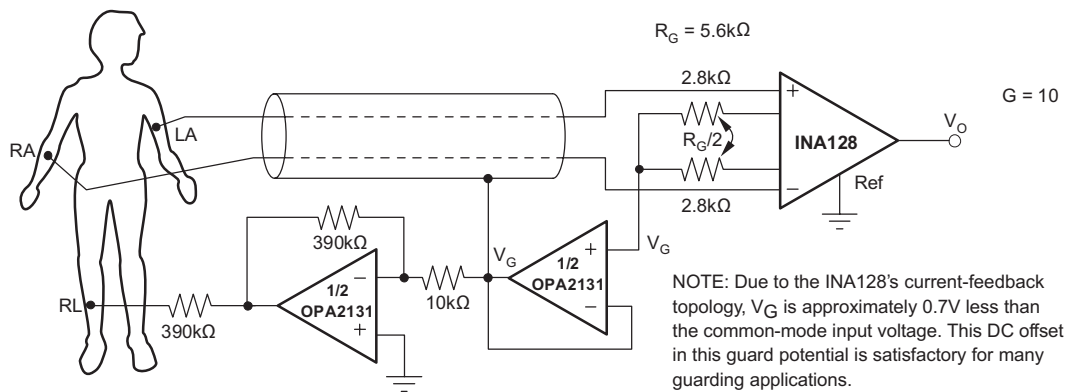 R_G = 5.6kΩ
2.8kΩ
G = 10
LA
RA
+
INA128
V_O
R_G/2
–
Ref
2.8kΩ
390kΩ
V_G
+
V_G
1/2
OPA2131
–
10kΩ
–
1/2
OPA2131
+
RL
390kΩ
NOTE: Due to the INA128's current-feedback
topology, V_G is approximately 0.7V less than
the common-mode input voltage. This DC offset
in this guard potential is satisfactory for many
guarding applications.